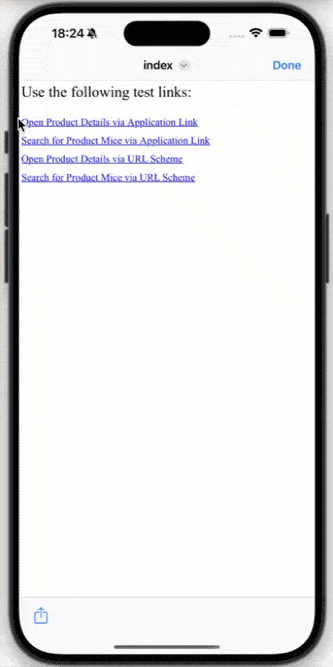 18:24
index
Done
Use the following test links:
Open Product Details via Application Link
Search for Product Mice via Application Link
Open Product Details via URL Scheme
Search for Product Mice via URL Scheme